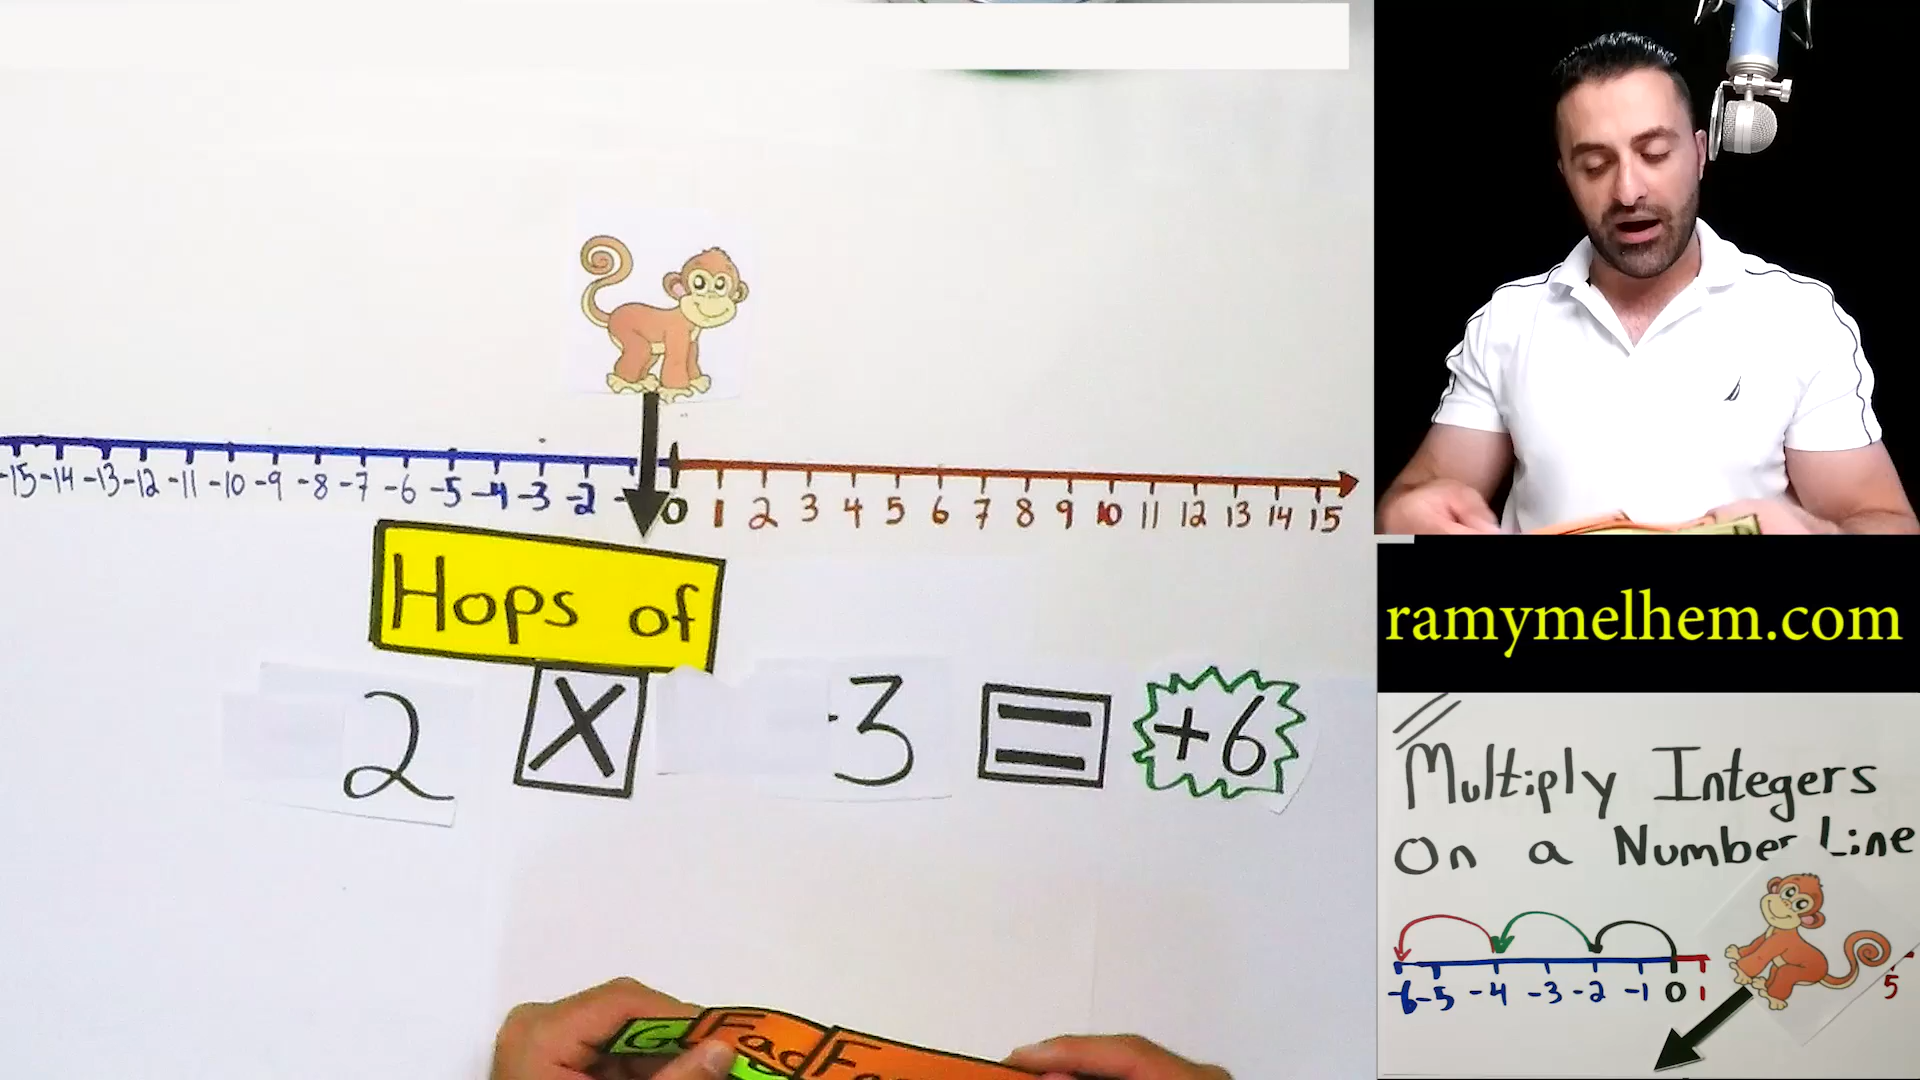 -15 -14 -13 -12 -11 -10 -9 -8 -7 -6 -5 -4 -3 -2 - 0 1 2 3 4 5 6 7 8 9 10 11 12 13 14 15
Hops of
2 X 3 = +6
ramymelhem.com
Multiply Integers
On a Number Line
-6 -5 -4 -3 -2 -1 0 1 5